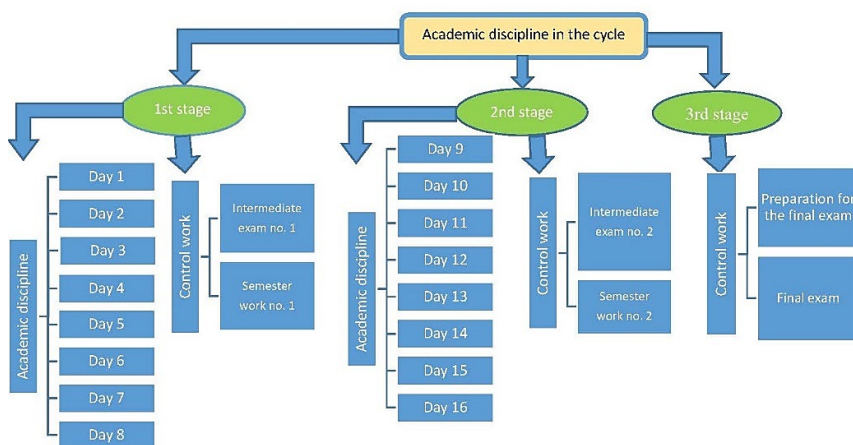 Academic discipline in the cycle
1st stage
2nd stage
3rd stage
Academic discipline
Day 1
Day 2
Day 3
Day 4
Day 5
Day 6
Day 7
Day 8
Control work
Intermediate
exam no. 1
Semester
work no. 1
Academic discipline
Day 9
Day 10
Day 11
Day 12
Day 13
Day 14
Day 15
Day 16
Control work
Intermediate
exam no. 2
Semester
work no. 2
Control work
Preparation for
the final exam
Final exam